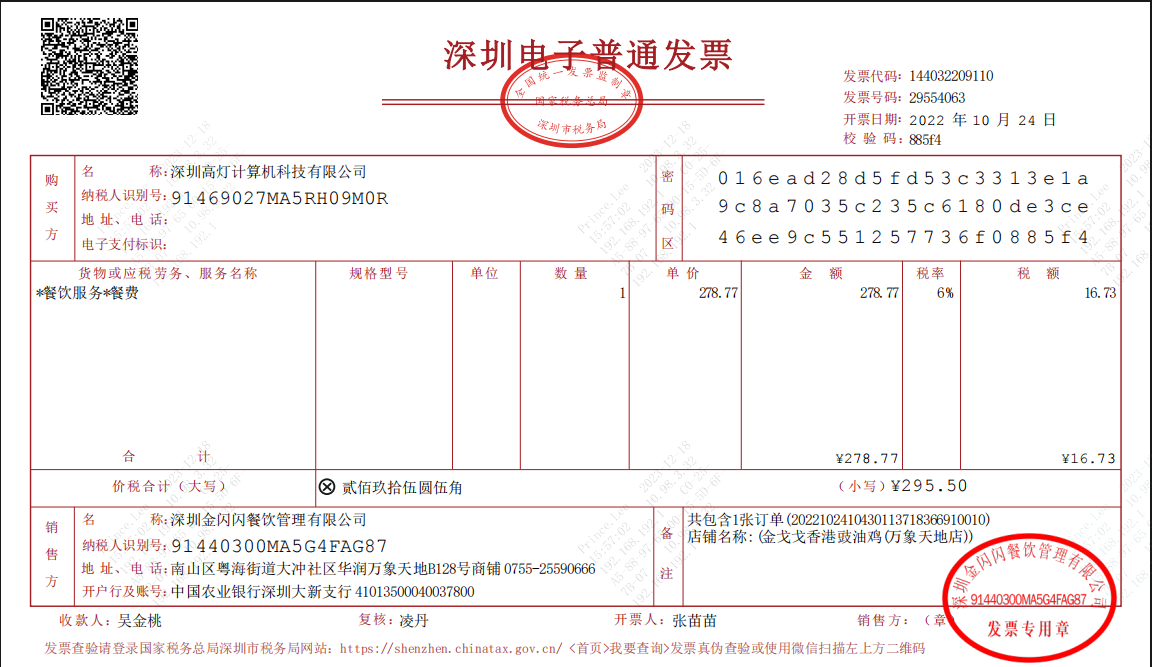 深圳电子普通发票
全国统一发票监制章
国家税务总局
深圳市税务局
发票代码: 144032209110
发票号码: 29554063
开票日期: 2022 年 10 月 24 日
校 验 码: 885f4
购买方
名 称: 深圳高灯计算机科技有限公司
纳税人识别号: 91469027MA5RH09M0R
地 址、电 话:
电子支付标识:
密码区
016ead28d5fd53c3313e1a
9c8a7035c235c6180de3ce
46ee9c551257736f0885f4
货物或应税劳务、服务名称 规格型号 单位 数 量 单 价 金 额 税率 税 额
*餐饮服务*餐费 1 278.77 278.77 6% 16.73
合 计 ¥278.77 ¥16.73
价税合计（大写） ⊗ 贰佰玖拾伍圆伍角 （小写）¥295.50
销售方
名 称: 深圳金闪闪餐饮管理有限公司
纳税人识别号: 91440300MA5G4FAG87
地 址、电 话: 南山区粤海街道大冲社区华润万象天地B128号商铺 0755-25590666
开户行及账号: 中国农业银行深圳大新支行 41013500040037800
备注
共包含1张订单(2022102410430113718366910010)
店铺名称: (金戈戈香港豉油鸡(万象天地店))
深圳金闪闪餐饮管理有限公司
91440300MA5G4FAG87
发票专用章
收款人: 吴金桃 复核: 凌丹 开票人: 张苗苗 销售方: （章）
发票查验请登录国家税务总局深圳市税务局网站: https://shenzhen.chinatax.gov.cn/ <首页>我要查询>发票真伪查验或使用微信扫描左上方二维码